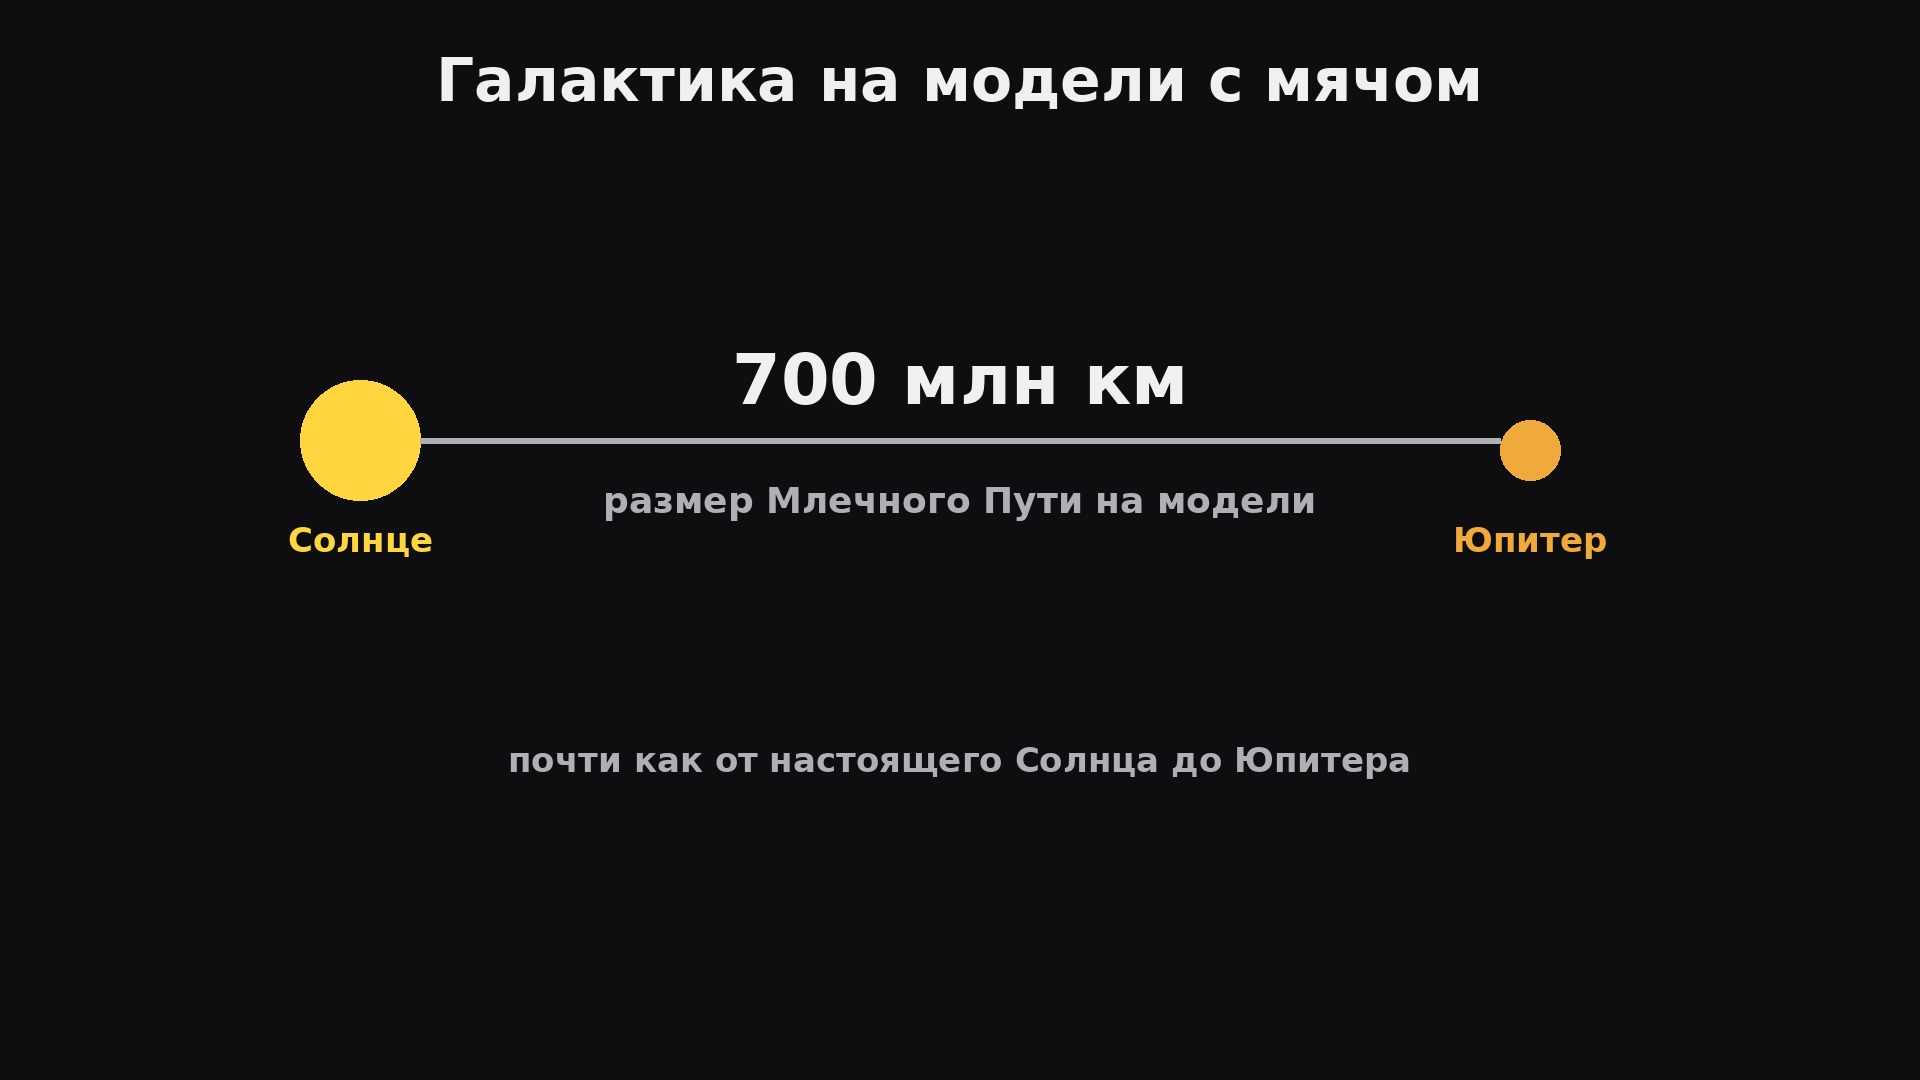 Галактика на модели с мячом
700 млн км
размер Млечного Пути на модели
Солнце
Юпитер
почти как от настоящего Солнца до Юпитера